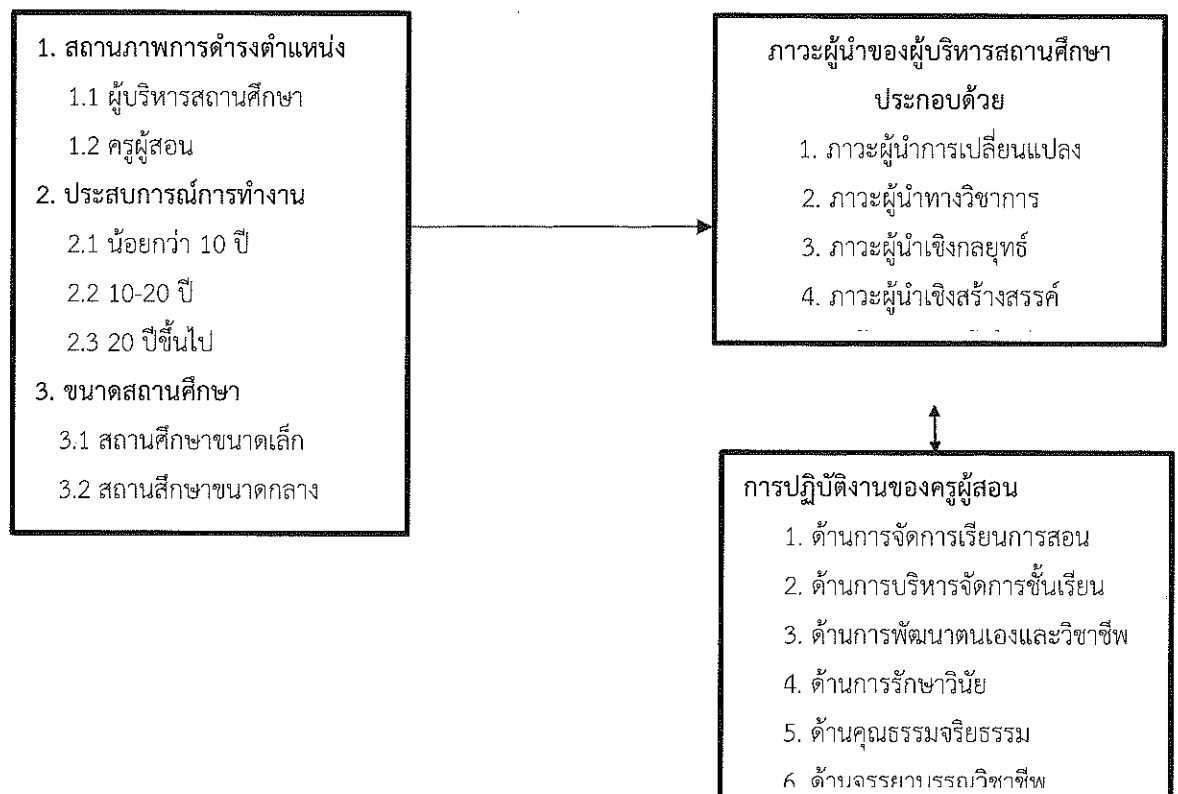 1. สถานภาพการดำรงตำแหน่ง
1.1 ผู้บริหารสถานศึกษา
1.2 ครูผู้สอน
2. ประสบการณ์การทำงาน
2.1 น้อยกว่า 10 ปี
2.2 10-20 ปี
2.3 20 ปีขึ้นไป
3. ขนาดสถานศึกษา
3.1 สถานศึกษาขนาดเล็ก
3.2 สถานสึกษาขนาดกลาง
ภาวะผู้นำของผู้บริหารสถานศึกษา
ประกอบด้วย
1. ภาวะผู้นำการเปลี่ยนแปลง
2. ภาวะผู้นำทางวิชาการ
3. ภาวะผู้นำเชิงกลยุทธ์
4. ภาวะผู้นำเชิงสร้างสรรค์
การปฏิบัติงานของครูผู้สอน
1. ด้านการจัดการเรียนการสอน
2. ด้านการบริหารจัดการชั้นเรียน
3. ด้านการพัฒนาตนเองและวิชาชีพ
4. ด้านการรักษาวินัย
5. ด้านคุณธรรมจริยธรรม
6. ด้านจรรยาบรรณวิชาชีพ